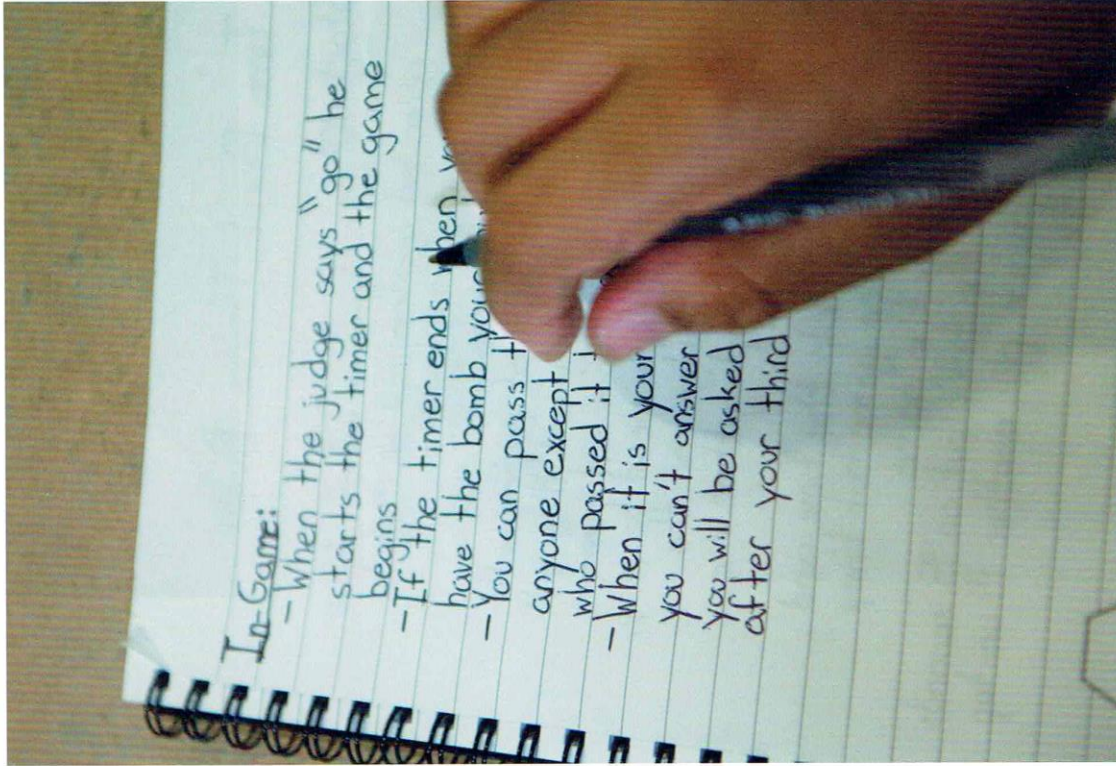 In-Game:
- When the judge says "go" he
starts the timer and the game
begins
- If the timer ends when
have the bomb
- You can pass
anyone except
who passed it
- When it is your
you can't answer
you will be asked
after your third